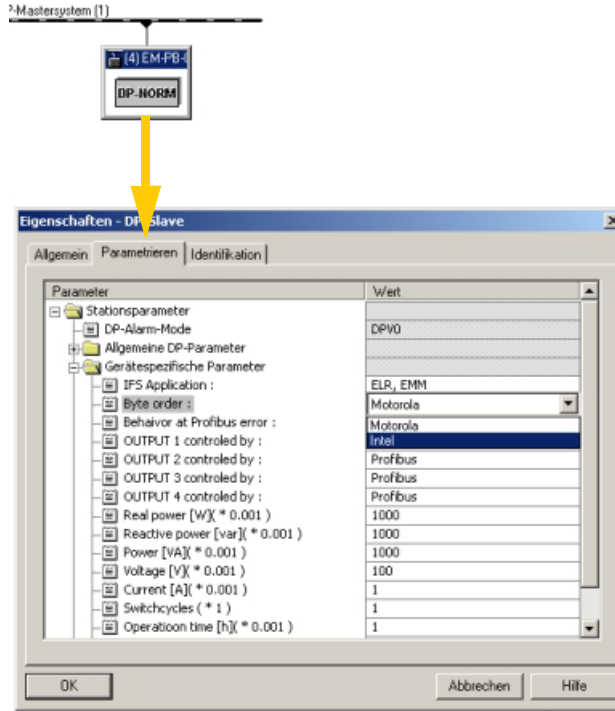 P-Mastersystem (1)
(4) EM-PB-
DP-NORM
Eigenschaften - DP-Slave
Allgemein Parametrieren Identifikation
Parameter Wert
Stationsparameter
DP-Alarm-Mode DPV0
Allgemeine DP-Parameter
Gerätespezifische Parameter
IFS Application : ELR, EMM
Byte order : Motorola
Behaivor at Profibus error : Motorola
OUTPUT 1 controled by : Intel
OUTPUT 2 controled by : Profibus
OUTPUT 3 controled by : Profibus
OUTPUT 4 controled by : Profibus
Real power [W]( * 0.001 ) 1000
Reactive power [var]( * 0.001 ) 1000
Power [VA]( * 0.001 ) 1000
Voltage [V]( * 0.001 ) 100
Current [A]( * 0.001 ) 1
Switchcycles ( * 1 ) 1
Operatioon time [h]( * 0.001 ) 1
OK Abbrechen Hilfe